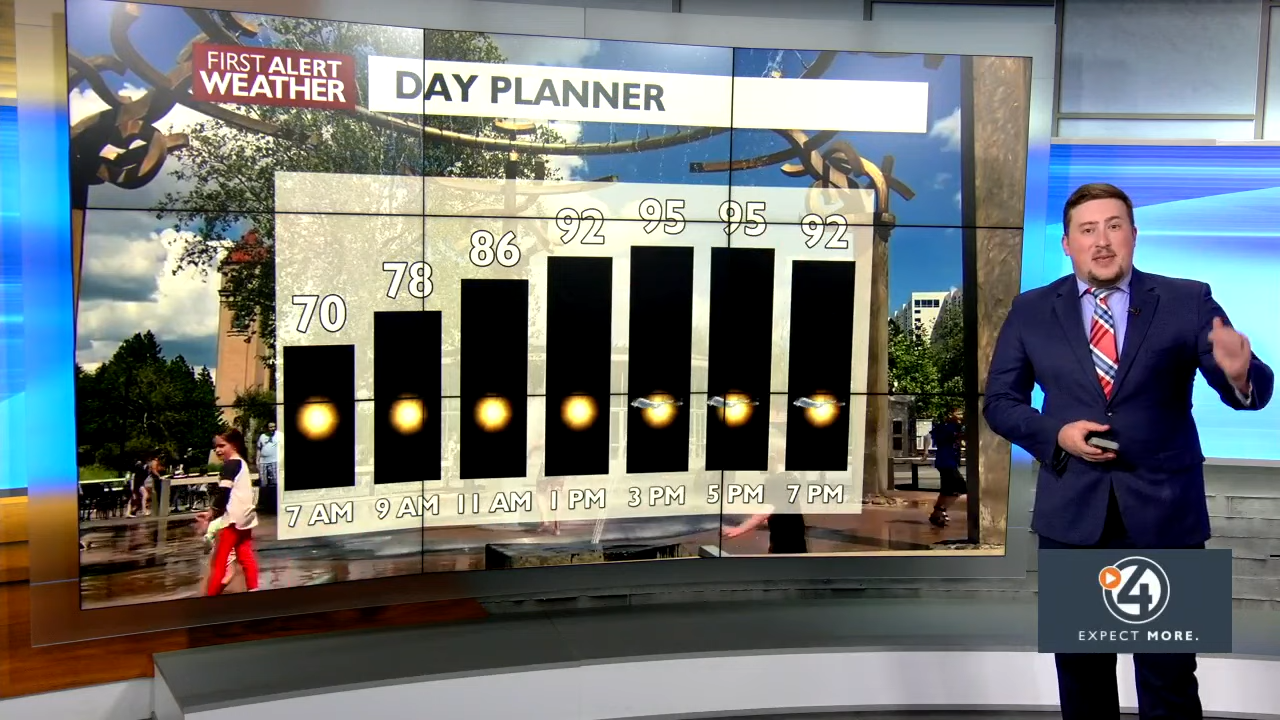 FIRST ALERT
WEATHER
DAY PLANNER
70 78 86 92 95 95 92
7 AM 9 AM 11 AM 1 PM 3 PM 5 PM 7 PM
4
EXPECT MORE.